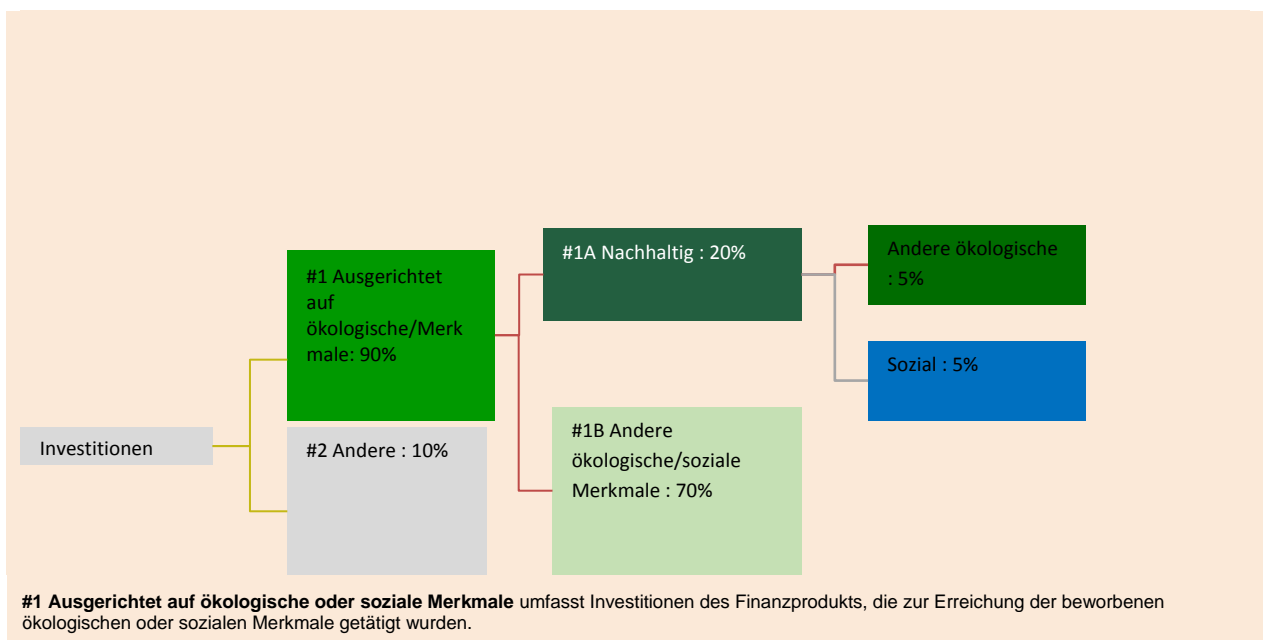 Investitionen
#1 Ausgerichtet
auf
ökologische/Merk
male: 90%
#2 Andere : 10%
#1A Nachhaltig : 20%
#1B Andere
ökologische/soziale
Merkmale : 70%
Andere ökologische
: 5%
Sozial : 5%
#1 Ausgerichtet auf ökologische oder soziale Merkmale umfasst Investitionen des Finanzprodukts, die zur Erreichung der beworbenen
ökologischen oder sozialen Merkmale getätigt wurden.